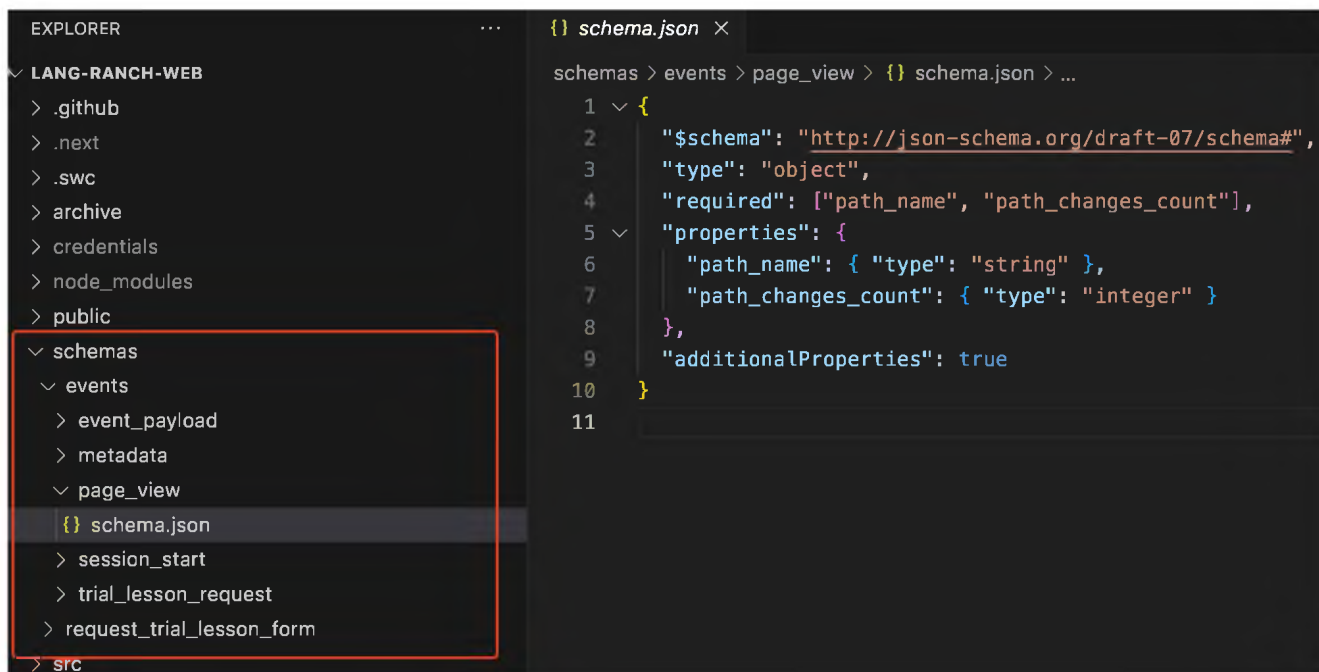 EXPLORER
LANG-RANCH-WEB
.github
.next
.swc
archive
credentials
node_modules
public
schemas
events
event_payload
metadata
page_view
{} schema.json
session_start
trial_lesson_request
request_trial_lesson_form
src
{} schema.json
schemas > events > page_view > {} schema.json > ...
1 {
2 "$schema": "http://json-schema.org/draft-07/schema#",
3 "type": "object",
4 "required": ["path_name", "path_changes_count"],
5 "properties": {
6 "path_name": { "type": "string" },
7 "path_changes_count": { "type": "integer" }
8 },
9 "additionalProperties": true
10 }
11